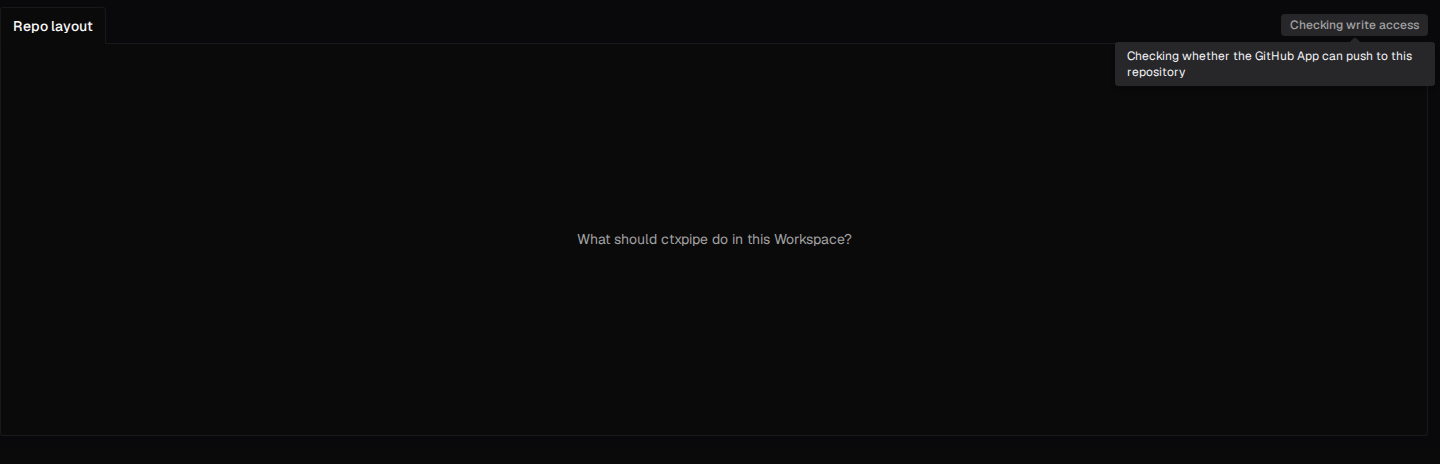 Repo layout
Checking write access
Checking whether the GitHub App can push to this
repository
What should ctxpipe do in this Workspace?